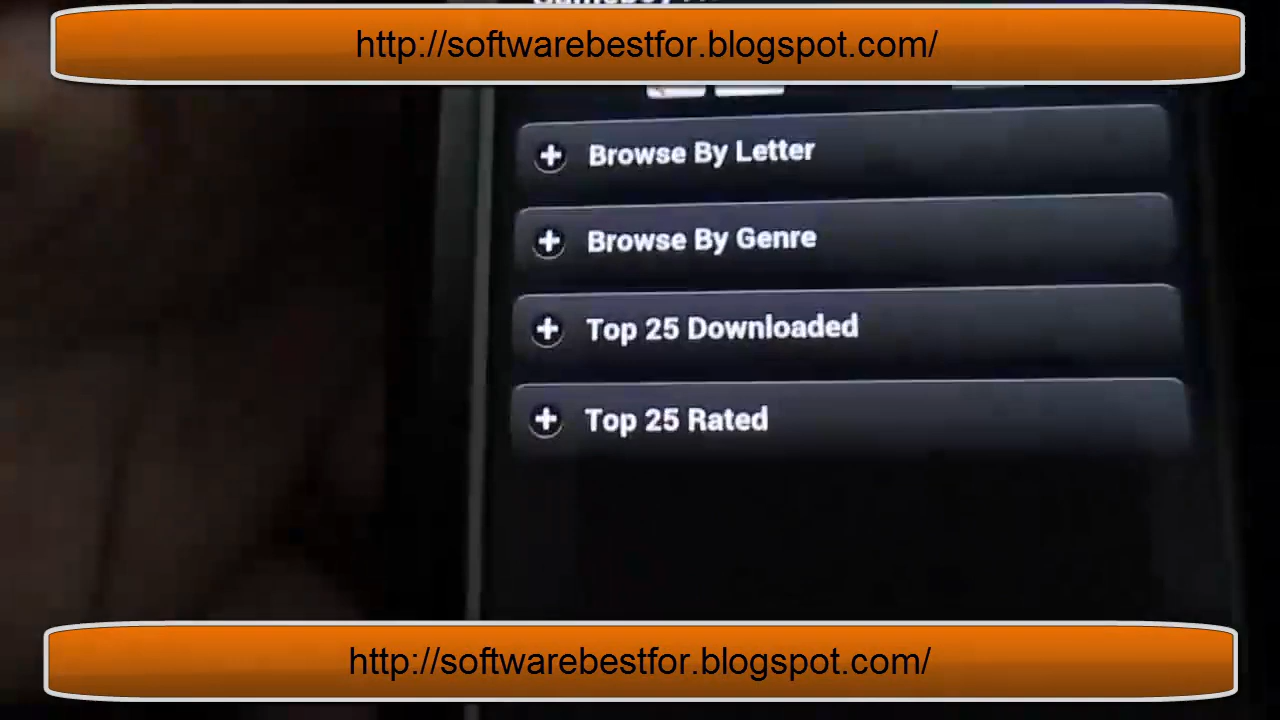 http://softwarebestfor.blogspot.com/
Browse By Letter
Browse By Genre
Top 25 Downloaded
Top 25 Rated
http://softwarebestfor.blogspot.com/